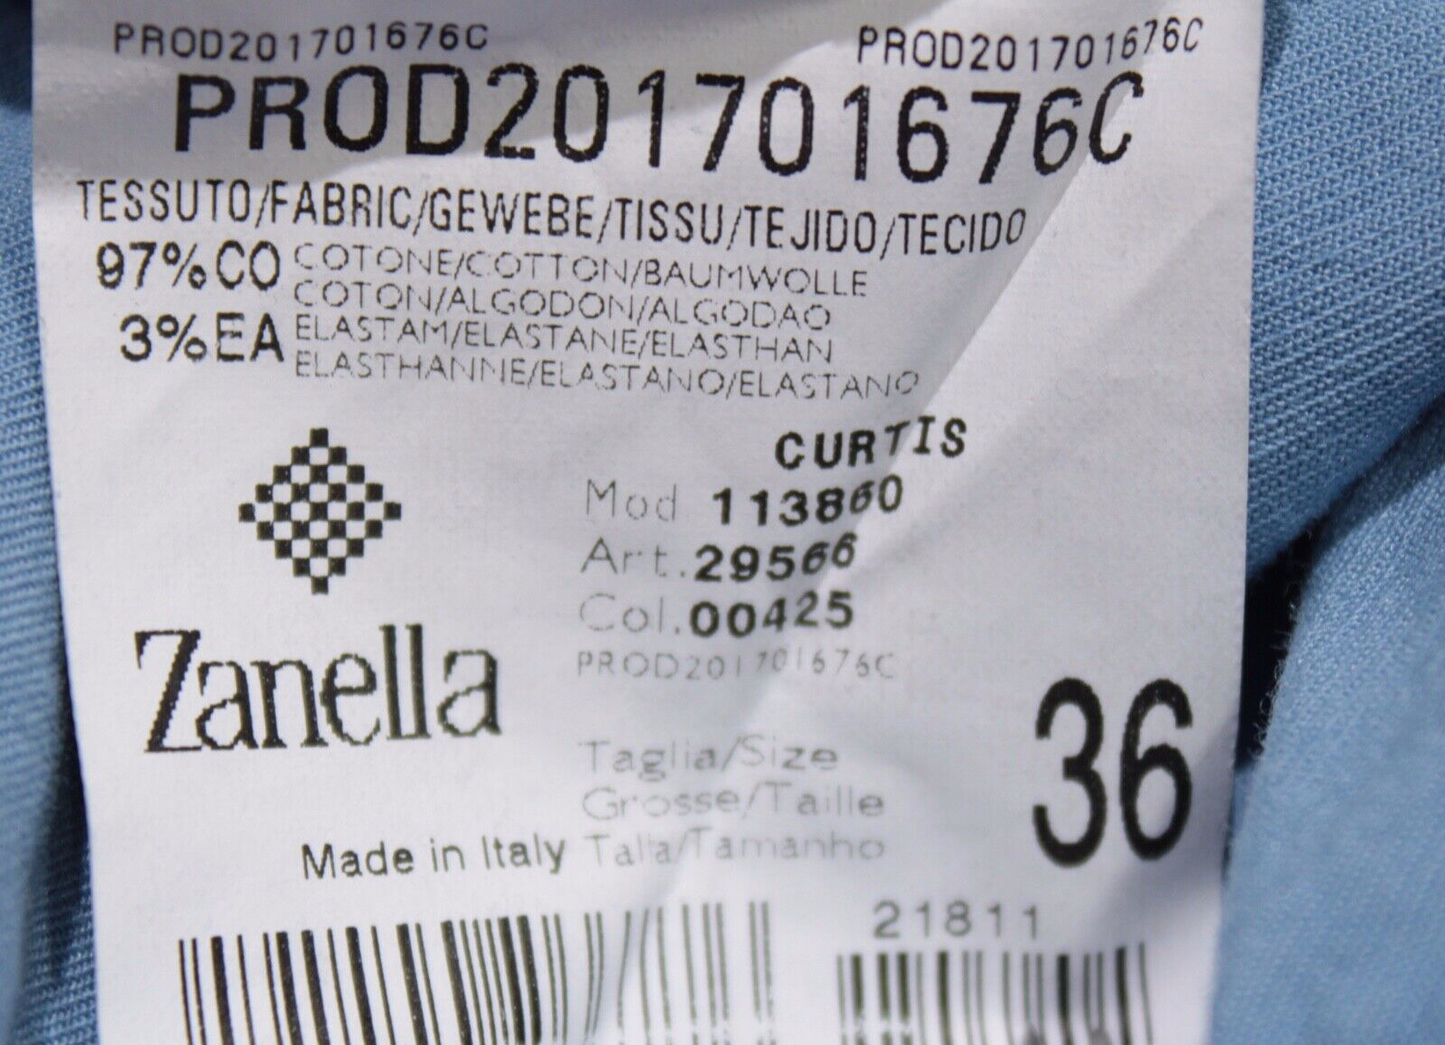 PROD201701676C PROD201701676C
PROD201701676C
TESSUTO/FABRIC/GEWEBE/TISSU/TEJIDO/TECIDO
97%CO COTONE/COTTON/BAUMWOLLE
COTON/ALGODON/ALGODAO
3%EA ELASTAM/ELASTANE/ELASTHAN
ELASTHANNE/ELASTANO/ELASTANO
CURTIS
Mod. 113860
Art. 29566
Col. 00425
PROD201701676C
Zanella
36
Taglia/Size
Grosse/Taille
Made in Italy Talla/Tamanho
21811